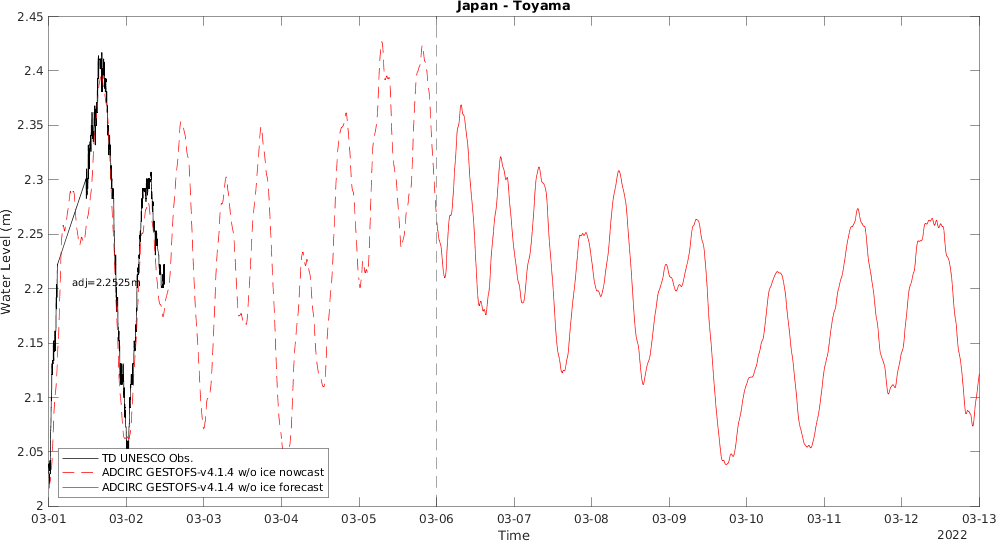 Japan - Toyama
2.45
2.4
2.35
2.3
2.25
2.2
2.15
2.1
2.05
2
Water Level (m)
adj=2.2525m
TD UNESCO Obs.
ADCIRC GESTOFS-v4.1.4 w/o ice nowcast
ADCIRC GESTOFS-v4.1.4 w/o ice forecast
03-01 03-02 03-03 03-04 03-05 03-06 03-07 03-08 03-09 03-10 03-11 03-12 03-13
Time
2022